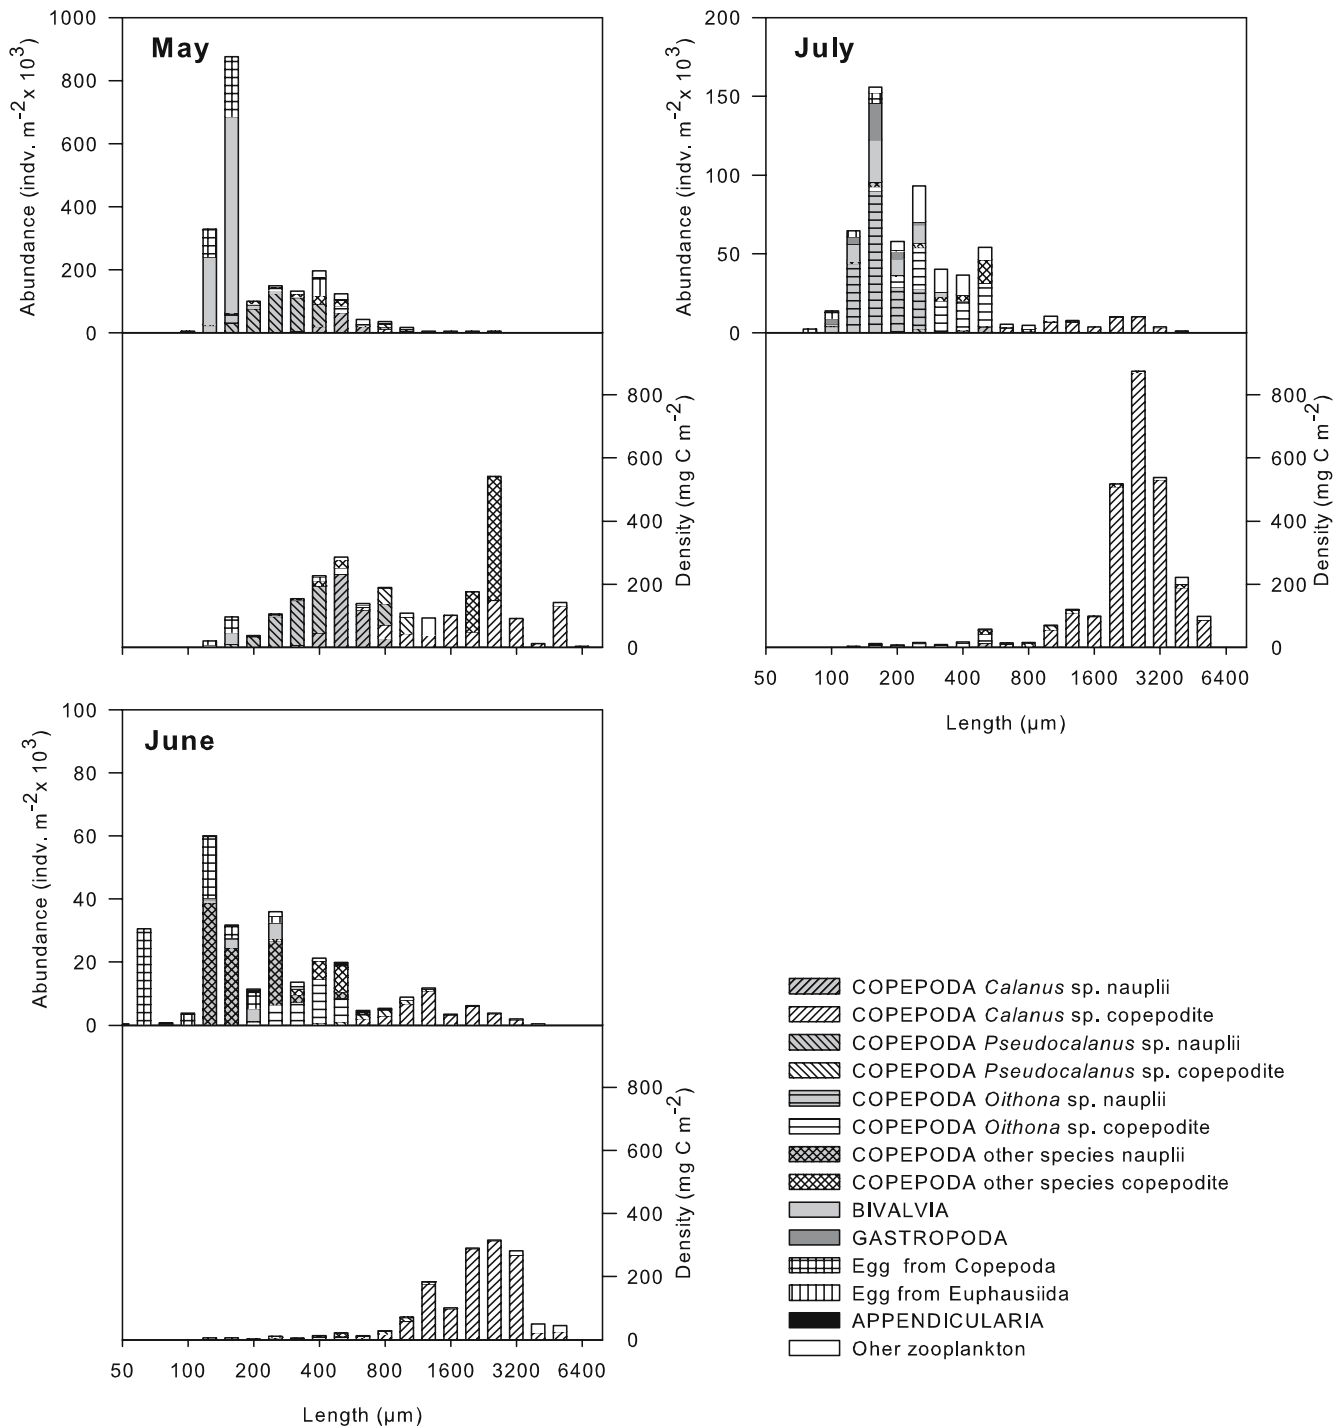 May
1000
800
600
400
200
0
Abundance (indv. m⁻² x 10³)
800
600
400
200
0
Density (mg C m⁻²)
July
200
150
100
50
0
Abundance (indv. m⁻² x 10³)
800
600
400
200
0
Density (mg C m⁻²)
50 100 200 400 800 1600 3200 6400
Length (µm)
June
100
80
60
40
20
0
Abundance (indv. m⁻² x 10³)
800
600
400
200
0
Density (mg C m⁻²)
50 100 200 400 800 1600 3200 6400
Length (µm)
COPEPODA Calanus sp. nauplii
COPEPODA Calanus sp. copepodite
COPEPODA Pseudocalanus sp. nauplii
COPEPODA Pseudocalanus sp. copepodite
COPEPODA Oithona sp. nauplii
COPEPODA Oithona sp. copepodite
COPEPODA other species nauplii
COPEPODA other species copepodite
BIVALVIA
GASTROPODA
Egg from Copepoda
Egg from Euphausiida
APPENDICULARIA
Oher zooplankton